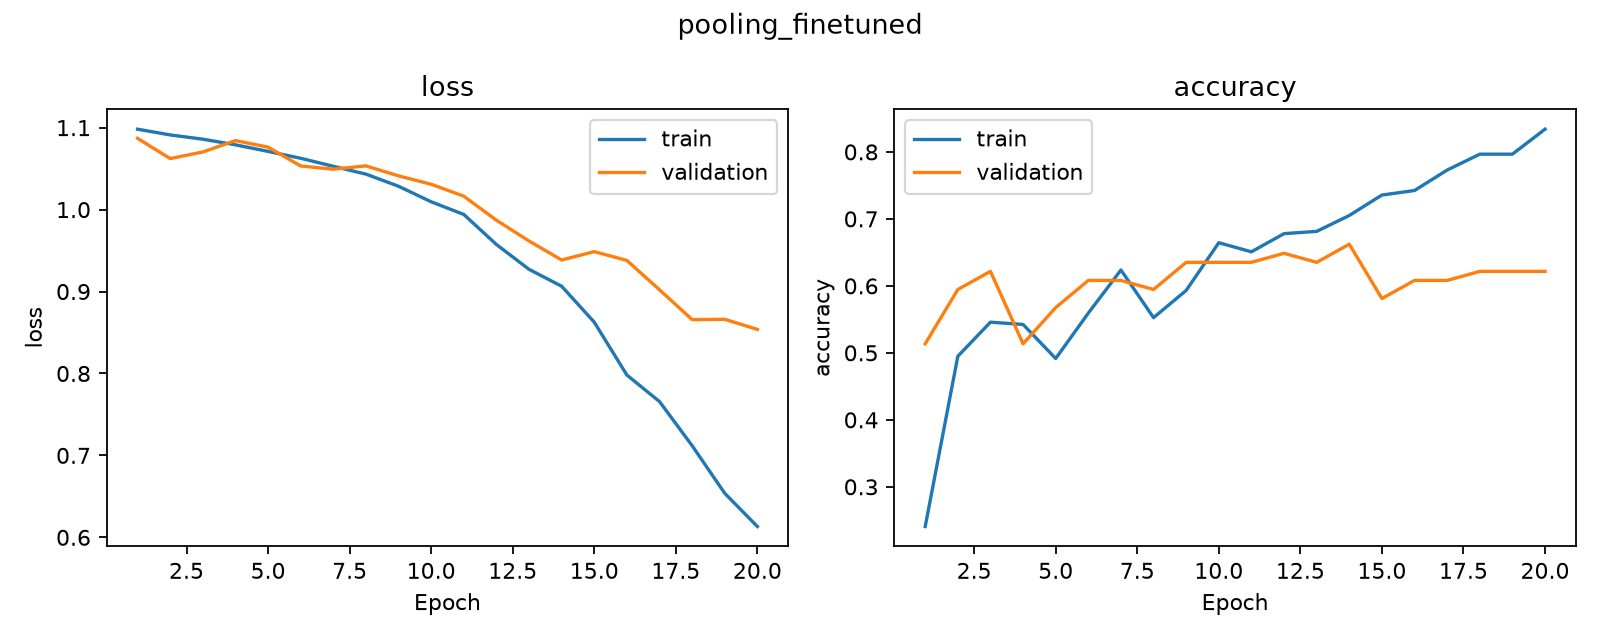 pooling_finetuned
loss
1.1
1.0
0.9
0.8
0.7
0.6
loss
2.5 5.0 7.5 10.0 12.5 15.0 17.5 20.0
Epoch
train
validation
accuracy
0.8
0.7
0.6
0.5
0.4
0.3
accuracy
2.5 5.0 7.5 10.0 12.5 15.0 17.5 20.0
Epoch
train
validation